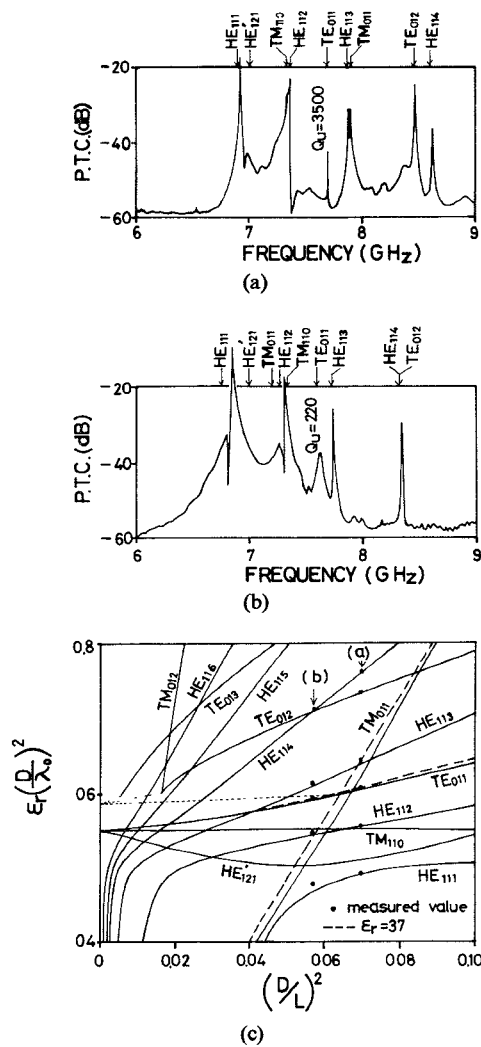 HE111 HE'121 TM110 HE112 TE011 HE113 TM011 TE012 HE114
-20
-40
-60
P.T.C.(dB)
Qu=3500
6 7 8 9
FREQUENCY(GHz)
(a)
HE111 HE'121 TM011 HE112 TM110 TE011 HE113 HE114 TE012
-20
-40
-60
P.T.C.(dB)
Qu=220
6 7 8 9
FREQUENCY(GHz)
(b)
0.8
0.6
0.4
εr(D/λ0)²
TM012
HE116
TE013
HE115
TE012
HE114
(b)
(a)
TM011
HE113
TE011
HE112
TM110
HE'121
HE111
• measured value
--- εr=37
0 0.02 0.04 0.06 0.08 0.10
(D/L)²
(c)